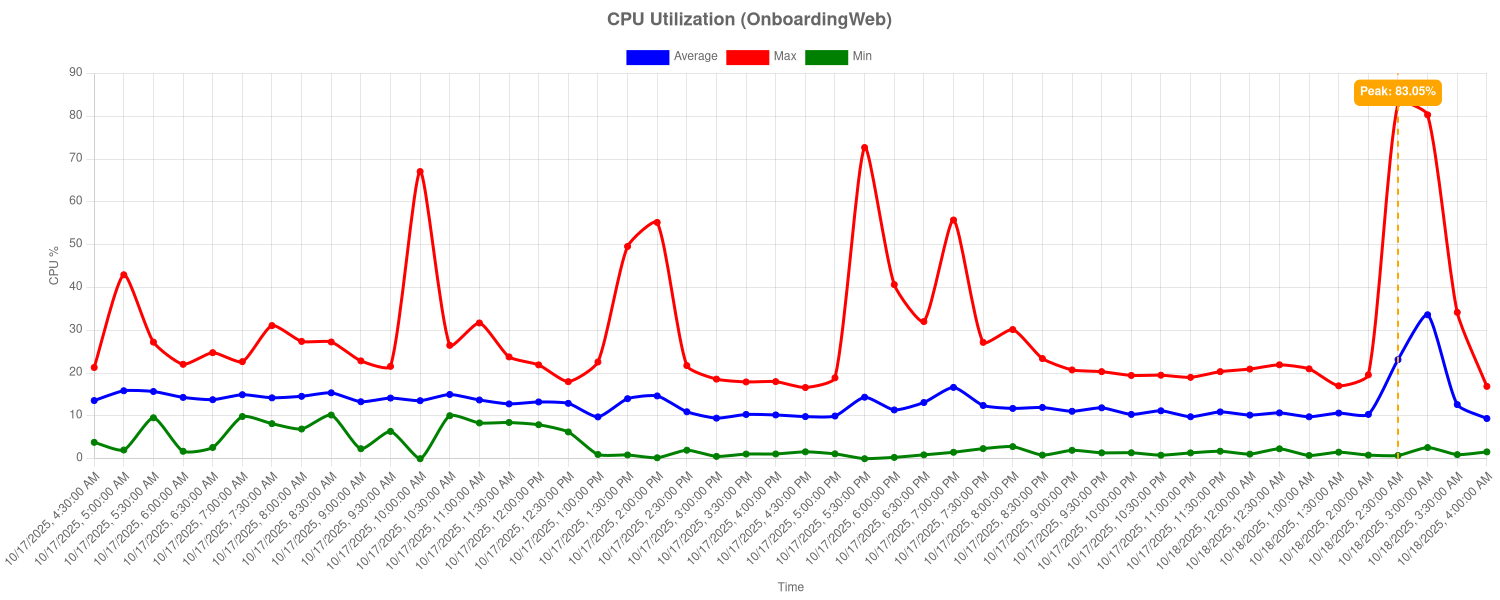 CPU Utilization (OnboardingWeb)
Average Max Min
90
Peak: 83.05%
80
70
60
50
CPU %
40
30
20
10
0
10/17/2025, 4:30:00 AM
10/17/2025, 5:00:00 AM
10/17/2025, 5:30:00 AM
10/17/2025, 6:00:00 AM
10/17/2025, 6:30:00 AM
10/17/2025, 7:00:00 AM
10/17/2025, 7:30:00 AM
10/17/2025, 8:00:00 AM
10/17/2025, 8:30:00 AM
10/17/2025, 9:00:00 AM
10/17/2025, 9:30:00 AM
10/17/2025, 10:00:00 AM
10/17/2025, 10:30:00 AM
10/17/2025, 11:00:00 AM
10/17/2025, 11:30:00 AM
10/17/2025, 12:00:00 PM
10/17/2025, 12:30:00 PM
10/17/2025, 1:00:00 PM
10/17/2025, 1:30:00 PM
10/17/2025, 2:00:00 PM
10/17/2025, 2:30:00 PM
10/17/2025, 3:00:00 PM
10/17/2025, 3:30:00 PM
10/17/2025, 4:00:00 PM
10/17/2025, 4:30:00 PM
10/17/2025, 5:00:00 PM
10/17/2025, 5:30:00 PM
10/17/2025, 6:00:00 PM
10/17/2025, 6:30:00 PM
10/17/2025, 7:00:00 PM
10/17/2025, 7:30:00 PM
10/17/2025, 8:00:00 PM
10/17/2025, 8:30:00 PM
10/17/2025, 9:00:00 PM
10/17/2025, 9:30:00 PM
10/17/2025, 10:00:00 PM
10/17/2025, 10:30:00 PM
10/17/2025, 11:00:00 PM
10/17/2025, 11:30:00 PM
10/18/2025, 12:00:00 AM
10/18/2025, 12:30:00 AM
10/18/2025, 1:00:00 AM
10/18/2025, 1:30:00 AM
10/18/2025, 2:00:00 AM
10/18/2025, 2:30:00 AM
10/18/2025, 3:00:00 AM
10/18/2025, 3:30:00 AM
10/18/2025, 4:00:00 AM
Time